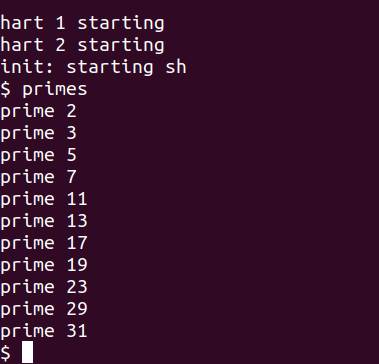 hart 1 starting
hart 2 starting
init: starting sh
$ primes
prime 2
prime 3
prime 5
prime 7
prime 11
prime 13
prime 17
prime 19
prime 23
prime 29
prime 31
$